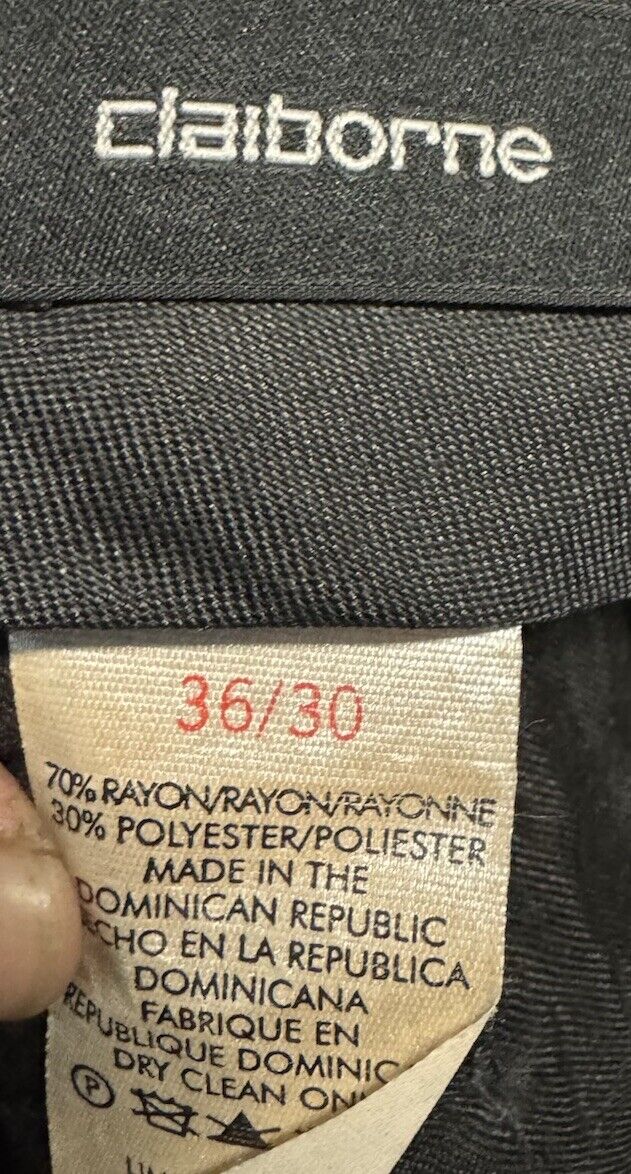 claiborne
36/30
70% RAYON/RAYON/RAYONNE
30% POLYESTER/POLIESTER
MADE IN THE
DOMINICAN REPUBLIC
ECHO EN LA REPUBLICA
DOMINICANA
FABRIQUE EN
REPUBLIQUE DOMINIC
DRY CLEAN ON
P